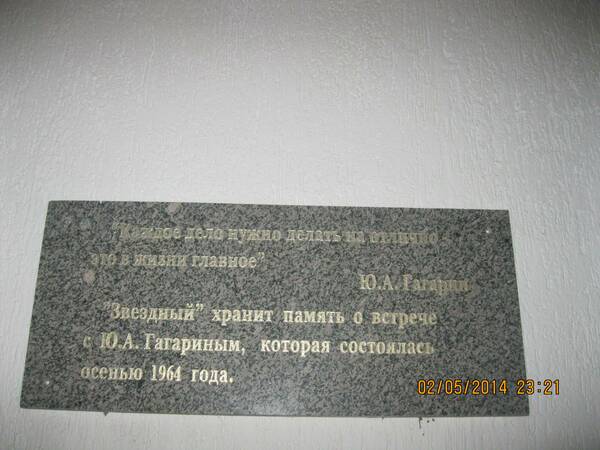 "Каждое дело нужно делать на отлично -
это в жизни главное"
Ю.А. Гагарин
"Звездный" хранит память о встрече
с Ю.А. Гагариным, которая состоялась
осенью 1964 года.
02/05/2014 23:21